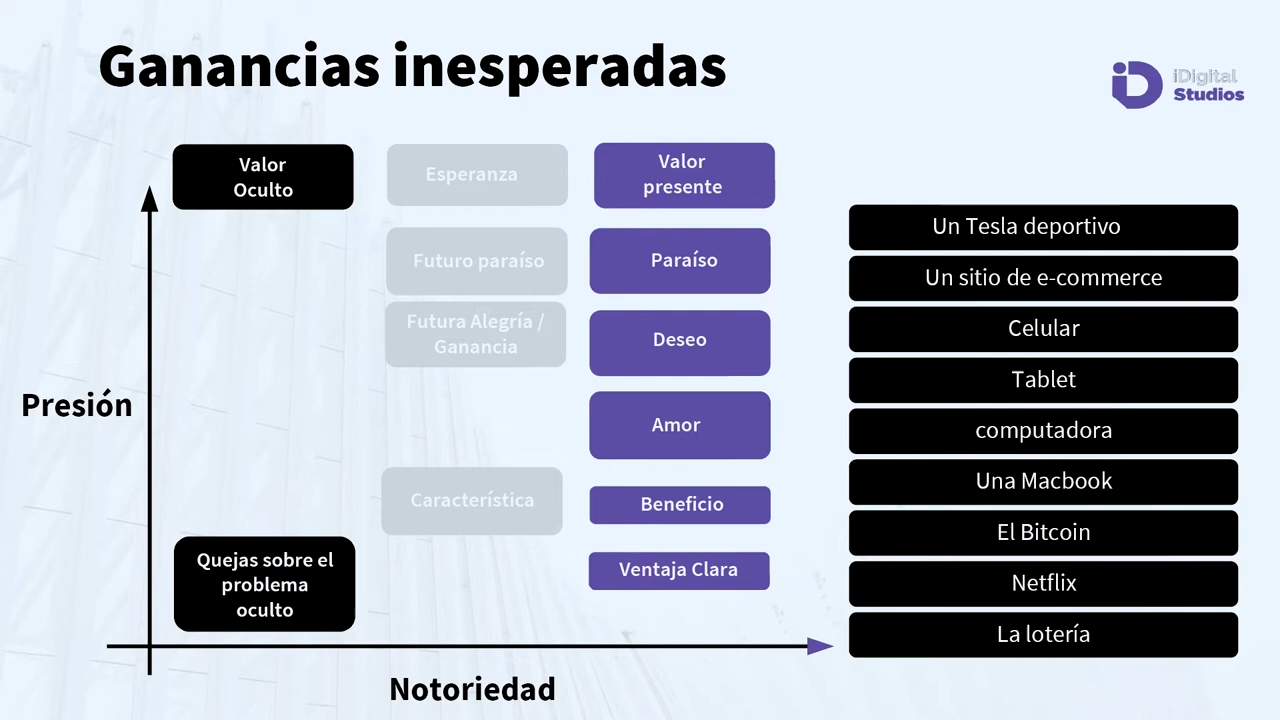 Ganancias inesperadas
iDigital
Studios
Valor
Oculto
Esperanza
Valor
presente
Futuro paraíso
Paraíso
Futura Alegría /
Ganancia
Deseo
Presión
Amor
Característica
Beneficio
Quejas sobre el
problema
oculto
Ventaja Clara
Notoriedad
Un Tesla deportivo
Un sitio de e-commerce
Celular
Tablet
computadora
Una Macbook
El Bitcoin
Netflix
La lotería